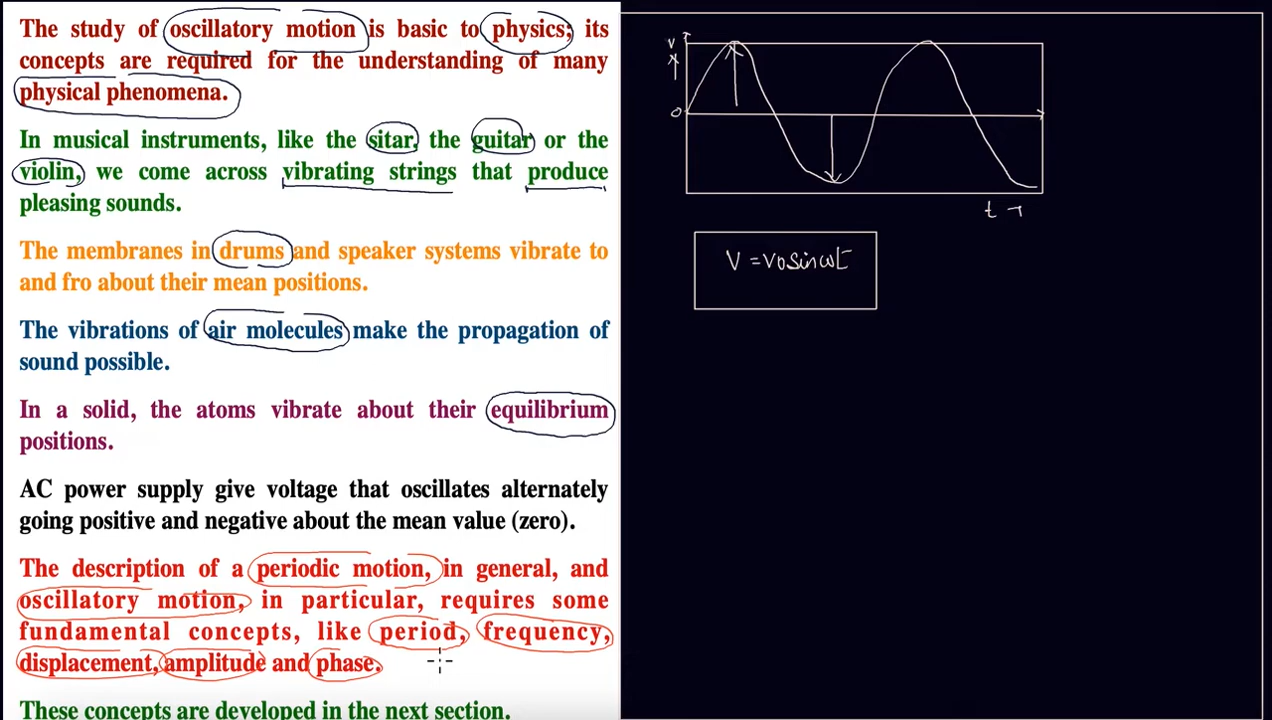 The study of oscillatory motion is basic to physics; its
concepts are required for the understanding of many
physical phenomena.
In musical instruments, like the sitar, the guitar or the
violin, we come across vibrating strings that produce
pleasing sounds.
The membranes in drums and speaker systems vibrate to
and fro about their mean positions.
The vibrations of air molecules make the propagation of
sound possible.
In a solid, the atoms vibrate about their equilibrium
positions.
AC power supply give voltage that oscillates alternately
going positive and negative about the mean value (zero).
The description of a periodic motion, in general, and
oscillatory motion, in particular, requires some
fundamental concepts, like period, frequency,
displacement, amplitude and phase.
These concepts are developed in the next section.
V
0
t →
V = V0 sin ωt